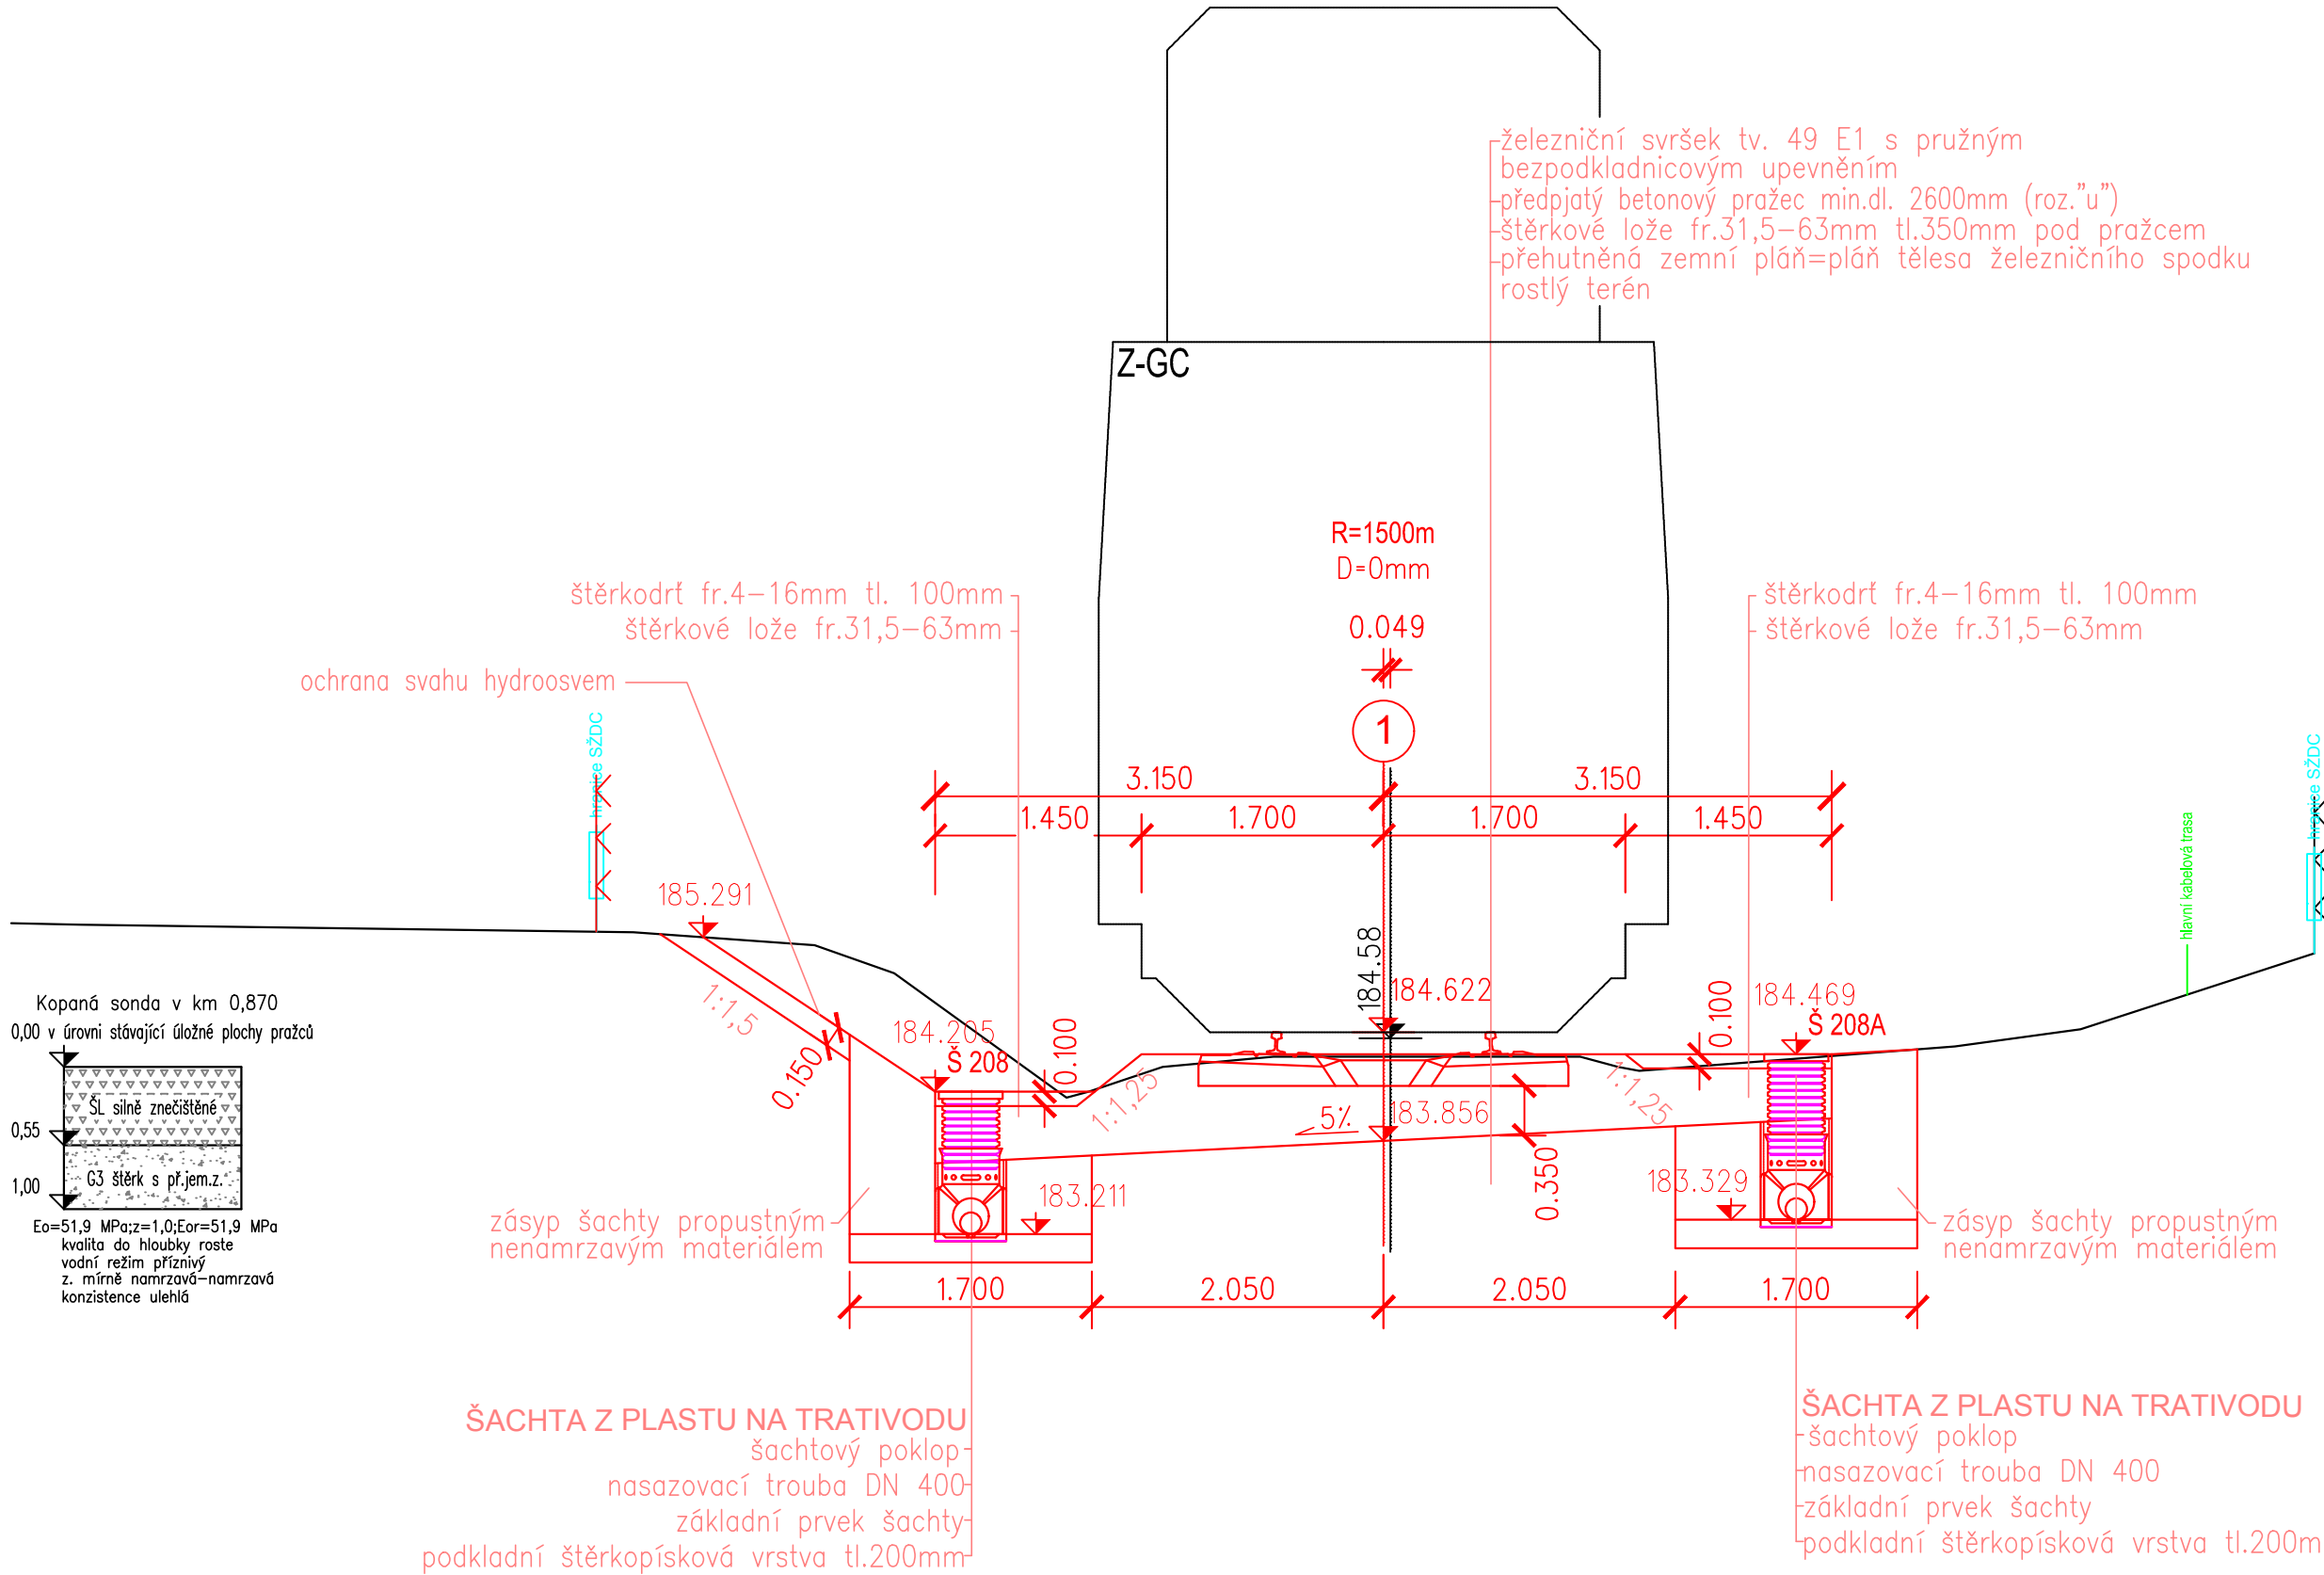 železniční svršek tv. 49 E1 s pružným
bezpodkladnicovým upevněním
předpjatý betonový pražec min.dl. 2600mm (roz."u")
štěrkové lože fr.31,5-63mm tl.350mm pod pražcem
přehutněná zemní pláň=pláň tělesa železničního spodku
rostlý terén
Z-GC
R=1500m
D=0mm
0.049
1
štěrkodrť fr.4-16mm tl. 100mm
štěrkové lože fr.31,5-63mm
štěrkodrť fr.4-16mm tl. 100mm
štěrkové lože fr.31,5-63mm
ochrana svahu hydroosvem
hranice SŽDC
hranice SŽDC
hlavní kabelová trasa
3.150
3.150
1.450
1.700
1.700
1.450
185.291
184.58
184.622
184.469
Š 208A
0.100
184.205
Š 208
0.100
1:1,5
0.150
1:1,25
1:1,25
5%
183.856
0.350
183.211
183.329
Kopaná sonda v km 0,870
0,00 v úrovni stávající úložné plochy pražců
ŠL silně znečištěné
0,55
G3 štěrk s př.jem.z.
1,00
Eo=51,9 MPa;z=1,0;Eor=51,9 MPa
kvalita do hloubky roste
vodní režim příznivý
z. mírně namrzavá-namrzavá
konzistence ulehlá
zásyp šachty propustným
nenamrzavým materiálem
zásyp šachty propustným
nenamrzavým materiálem
1.700
2.050
2.050
1.700
ŠACHTA Z PLASTU NA TRATIVODU
šachtový poklop
nasazovací trouba DN 400
základní prvek šachty
podkladní štěrkopísková vrstva tl.200mm
ŠACHTA Z PLASTU NA TRATIVODU
šachtový poklop
nasazovací trouba DN 400
základní prvek šachty
podkladní štěrkopísková vrstva tl.200m